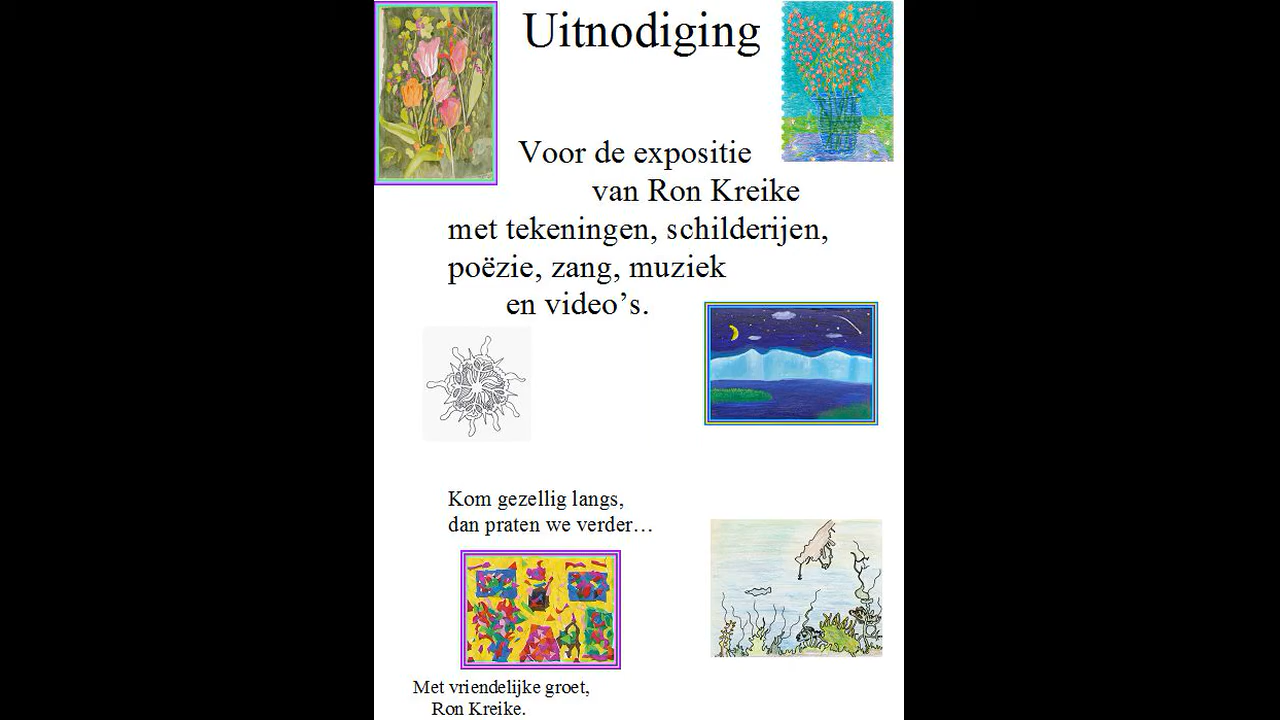 Uitnodiging
Voor de expositie
van Ron Kreike
met tekeningen, schilderijen,
poëzie, zang, muziek
en video’s.
Kom gezellig langs,
dan praten we verder…
Met vriendelijke groet,
Ron Kreike.